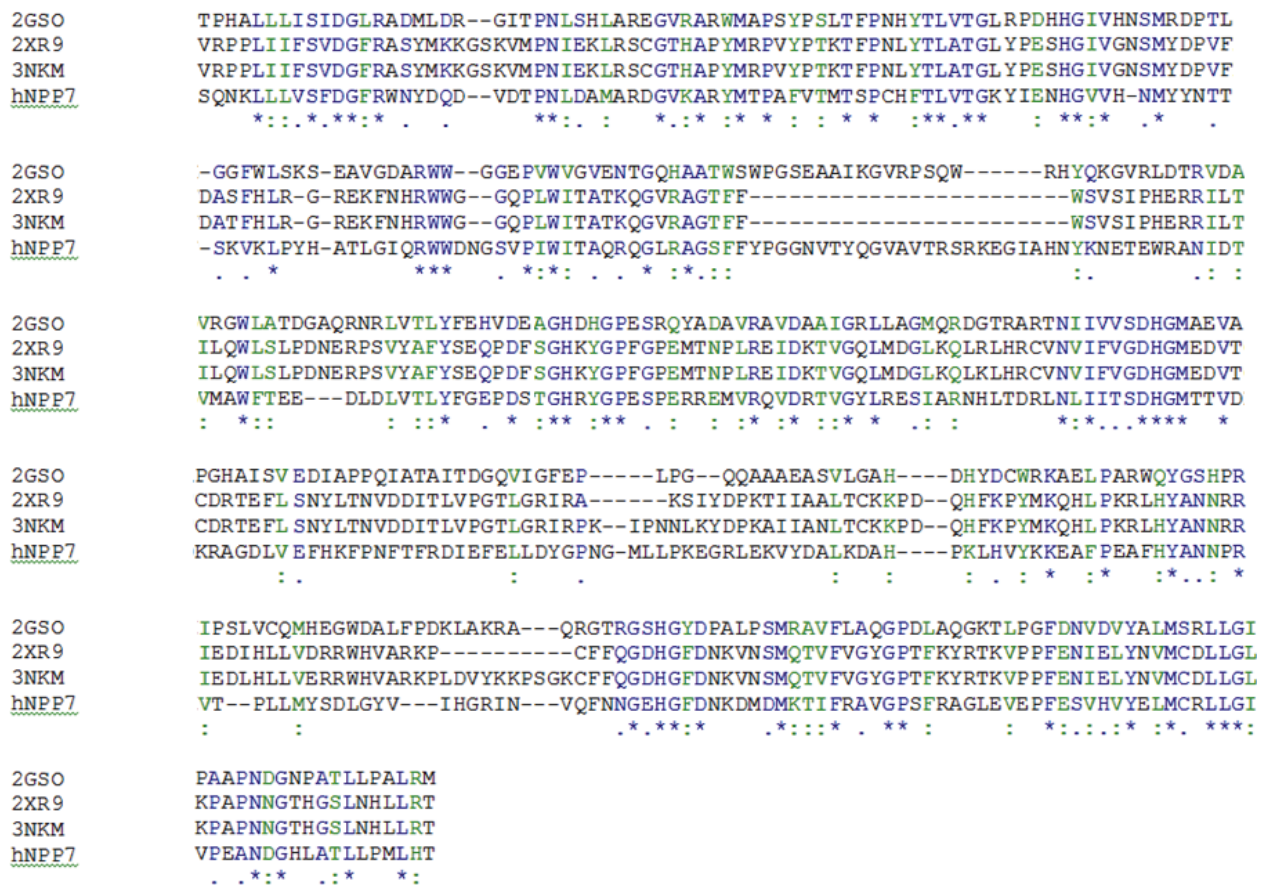 2GSO TPHALLLISIDGLRADMLDR--GITPNLSHLAREGVRARWMAPSYPSLTFPNHYTLVTGLRPDHHGIVHNSMRDPTL
2XR9 VRPPLIIFSVDGFRASYMKKGSKVMPNIEKLRSCGTHAPYMRPVYPTKTFPNLYTLATGLYPESHGIVGNSMYDPVF
3NKM VRPPLIIFSVDGFRASYMKKGSKVMPNIEKLRSCGTHAPYMRPVYPTKTFPNLYTLATGLYPESHGIVGNSMYDPVF
hNPP7 SQNKLLLVSFDGFRWNYDQD--VDTPNLDAMARDGVKARYMTPAFVTMTSPCHFTLVTGKYIENHGVVH-NMYYNTT
*::.*.**:* . . **:. : *.:* * * : : * * :**.** : **:* .* .
2GSO -GGFWLSKS-EAVGDARWW--GGEPVWVGVENTGQHAATWSWPGSEAAIKGVRPSQW------RHYQKGVRLDTRVDA
2XR9 DASFHLR-G-REKFNHRWWG--GQPLWITATKQGVRAGTFF----------------------WSVSIPHERRILT
3NKM DATFHLR-G-REKFNHRWWG--GQPLWITATKQGVRAGTFF----------------------WSVSIPHERRILT
hNPP7 -SKVKLPYH-ATLGIQRWWDNGSVPIWITAQRQGLRAGSFFYPGGNVTYQGVAVTRSRKEGIAHNYKNETEWRANIDT
. . * *** . *:*: . . * :*.:: :. .: :
2GSO VRGWLATDGAQRNRLVTLYFEHVDEAGHDHGPESRQYADAVRAVDAAIGRLLAGMQRDGTRARTNIIVVSDHGMAEVA
2XR9 ILQWLSLPDNERPSVYAFYSEQPDFSGHKYGPFGPEMTNPLREIDKTVGQLMDGLKQLRLHRCVNVIFVGDHGMEDVT
3NKM ILQWLSLPDNERPSVYAFYSEQPDFSGHKYGPFGPEMTNPLREIDKTVGQLMDGLKQLKLHRCVNVIFVGDHGMEDVT
hNPP7 VMAWFTEE---DLDLVTLYFGEPDSTGHRYGPESPERREMVRQVDRTVGYLRESIARNHLTDRLNLIITSDHGMTTVD
: *:: : ::* . * :** :** . : : :* :* ::* * .: : *:*...**** *
2GSO PGHAISVEDIAPPQIATAITDGQVIGFEP-----LPG--QQAAAEASVLGAH----DHYDCWRKAELPARWQYGSHPR
2XR9 CDRTEFLSNYLTNVDDITLVPGTLGRIRA------KSIYDPKTIIAALTCKKPD--QHFKPYMKQHLPKRLHYANNRR
3NKM CDRTEFLSNYLTNVDDITLVPGTLGRIRPK--IPNNLKYDPKAIIANLTCKKPD--QHFKPYMKQHLPKRLHYANNRR
hNPP7 KRAGDLVEFHKFPNFTFRDIEFELLDYGPNG-MLLPKEGRLEKVYDALKDAH----PKLHVYKKEAFPEAFHYANNPR
:. : . : : : . : * :* :*..: *
2GSO IPSLVCQMHEGWDALFPDKLAKRA---QRGTRGSHGYDPALPSMRAVFLAQGPDLAQGKTLPGFDNVDVYALMSRLLGI
2XR9 IEDIHLLVDRRWHVARKP----------CFFQGDHGFDNKVNSMQTVFVGYGPTFKYRTKVPPFENIELYNVMCDLLGL
3NKM IEDLHLLVERRWHVARKPLDVYKKPSGKCFFQGDHGFDNKVNSMQTVFVGYGPTFKYRTKVPPFENIELYNVMCDLLGL
hNPP7 VT--PLLMYSDLGYV---IHGRIN---VQFNNGEHGFDNKDMDMKTIFRAVGPSFRAGLEVEPFESVHVYELMCRLLGI
: : .*.**:* .*:::* . ** : : *:.:.:* :*. ***:
2GSO PAAPNDGNPATLLPALRM
2XR9 KPAPNNGTHGSLNHLLRT
3NKM KPAPNNGTHGSLNHLLRT
hNPP7 VPEANDGHLATLLPMLHT
. .*:* .:* *: